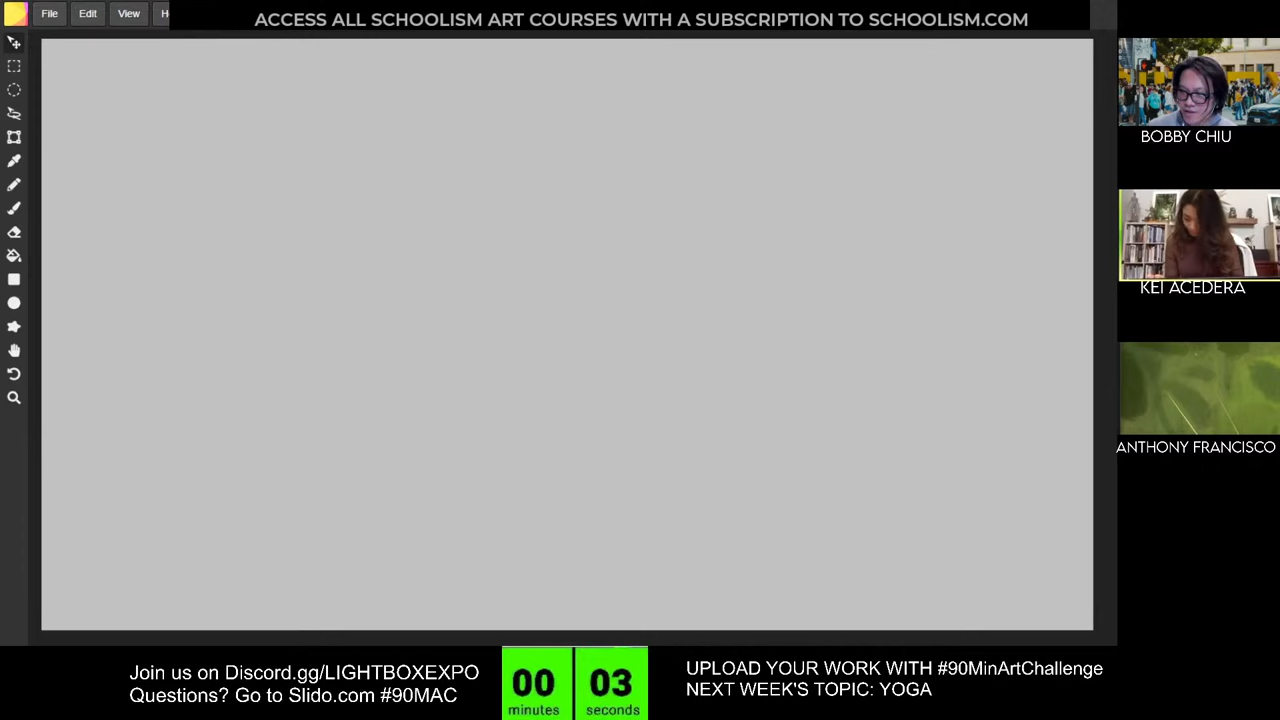 File Edit View
ACCESS ALL SCHOOLISM ART COURSES WITH A SUBSCRIPTION TO SCHOOLISM.COM
BOBBY CHIU
KEI ACEDERA
ANTHONY FRANCISCO
Join us on Discord.gg/LIGHTBOXEXPO
Questions? Go to Slido.com #90MAC
00 03
minutes seconds
UPLOAD YOUR WORK WITH #90MinArtChallenge
NEXT WEEK'S TOPIC: YOGA